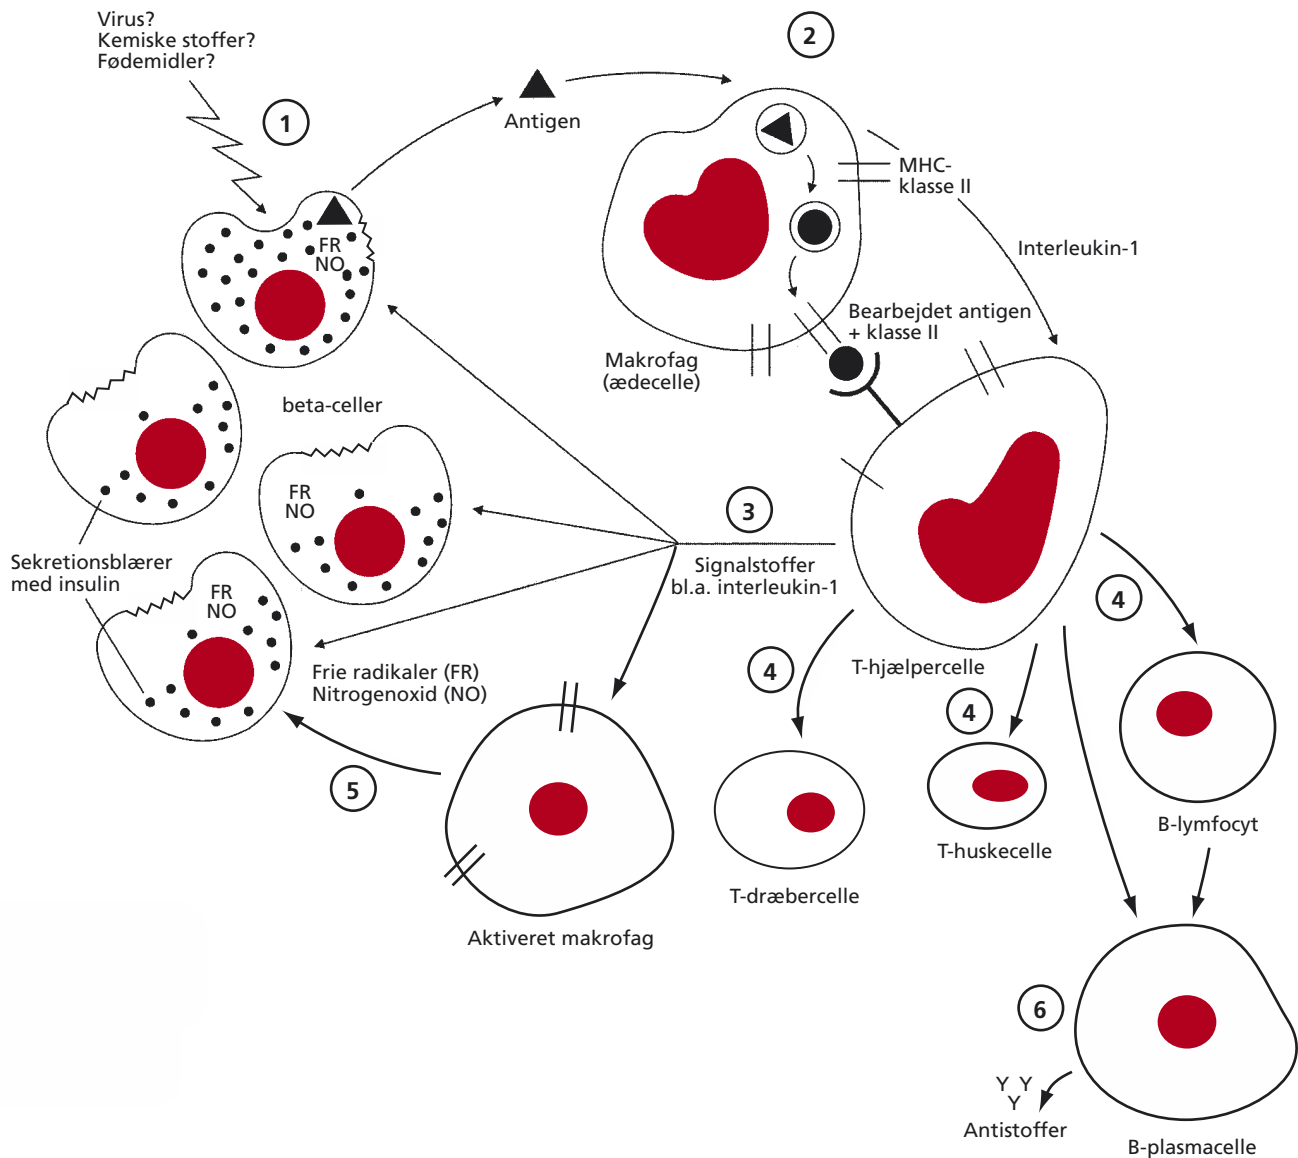 Virus?
Kemiske stoffer?
Fødemidler?
1
Antigen
2
MHC-
klasse II
Interleukin-1
FR
NO
Bearbejdet antigen
+ klasse II
Makrofag
(ædecelle)
beta-celler
FR
NO
3
Signalstoffer
bl.a. interleukin-1
Sekretionsblærer
med insulin
FR
NO
Frie radikaler (FR)
Nitrogenoxid (NO)
T-hjælpercelle
4
4
4
5
B-lymfocyt
T-huskecelle
T-dræbercelle
Aktiveret makrofag
6
Y Y
Y
Antistoffer
B-plasmacelle